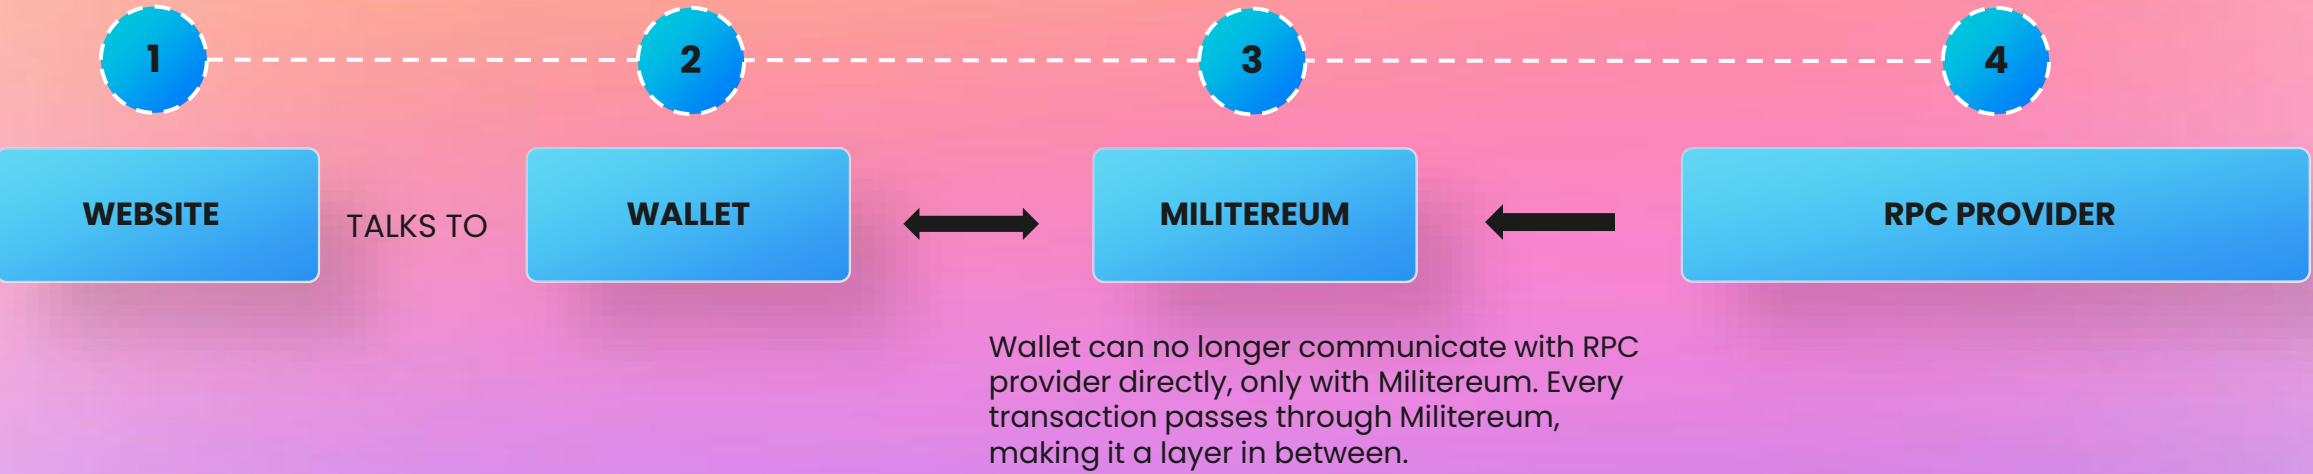 1
2
3
4
WEBSITE
TALKS TO
WALLET
MILITEREUM
RPC PROVIDER
Wallet can no longer communicate with RPC
provider directly, only with Militereum. Every
transaction passes through Militereum,
making it a layer in between.